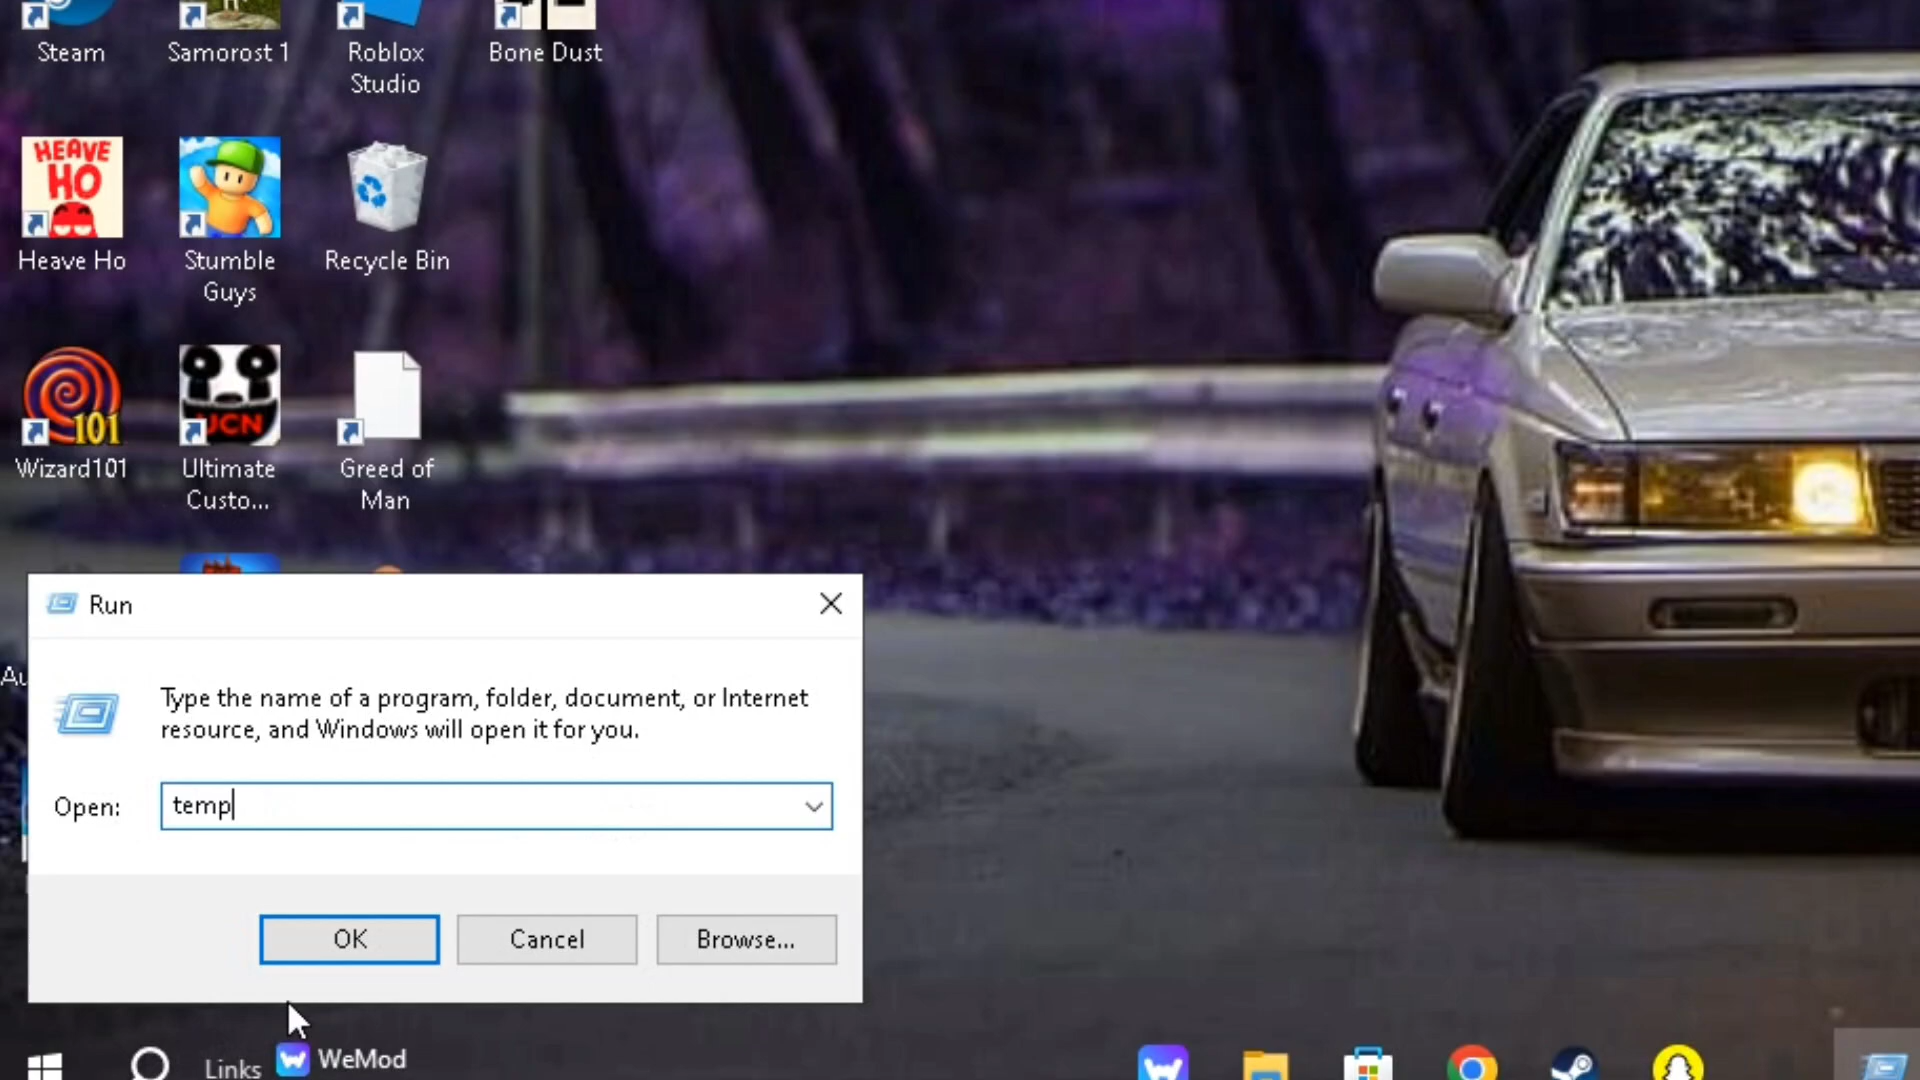 Steam
Samorost 1
Roblox
Studio
Bone Dust
HEAVE
HO
Heave Ho
Stumble
Guys
Recycle Bin
101
Wizard101
UCN
Ultimate
Custo...
Greed of
Man
Au
Run
Type the name of a program, folder, document, or Internet
resource, and Windows will open it for you.
Open:
temp
OK
Cancel
Browse...
Links
WeMod